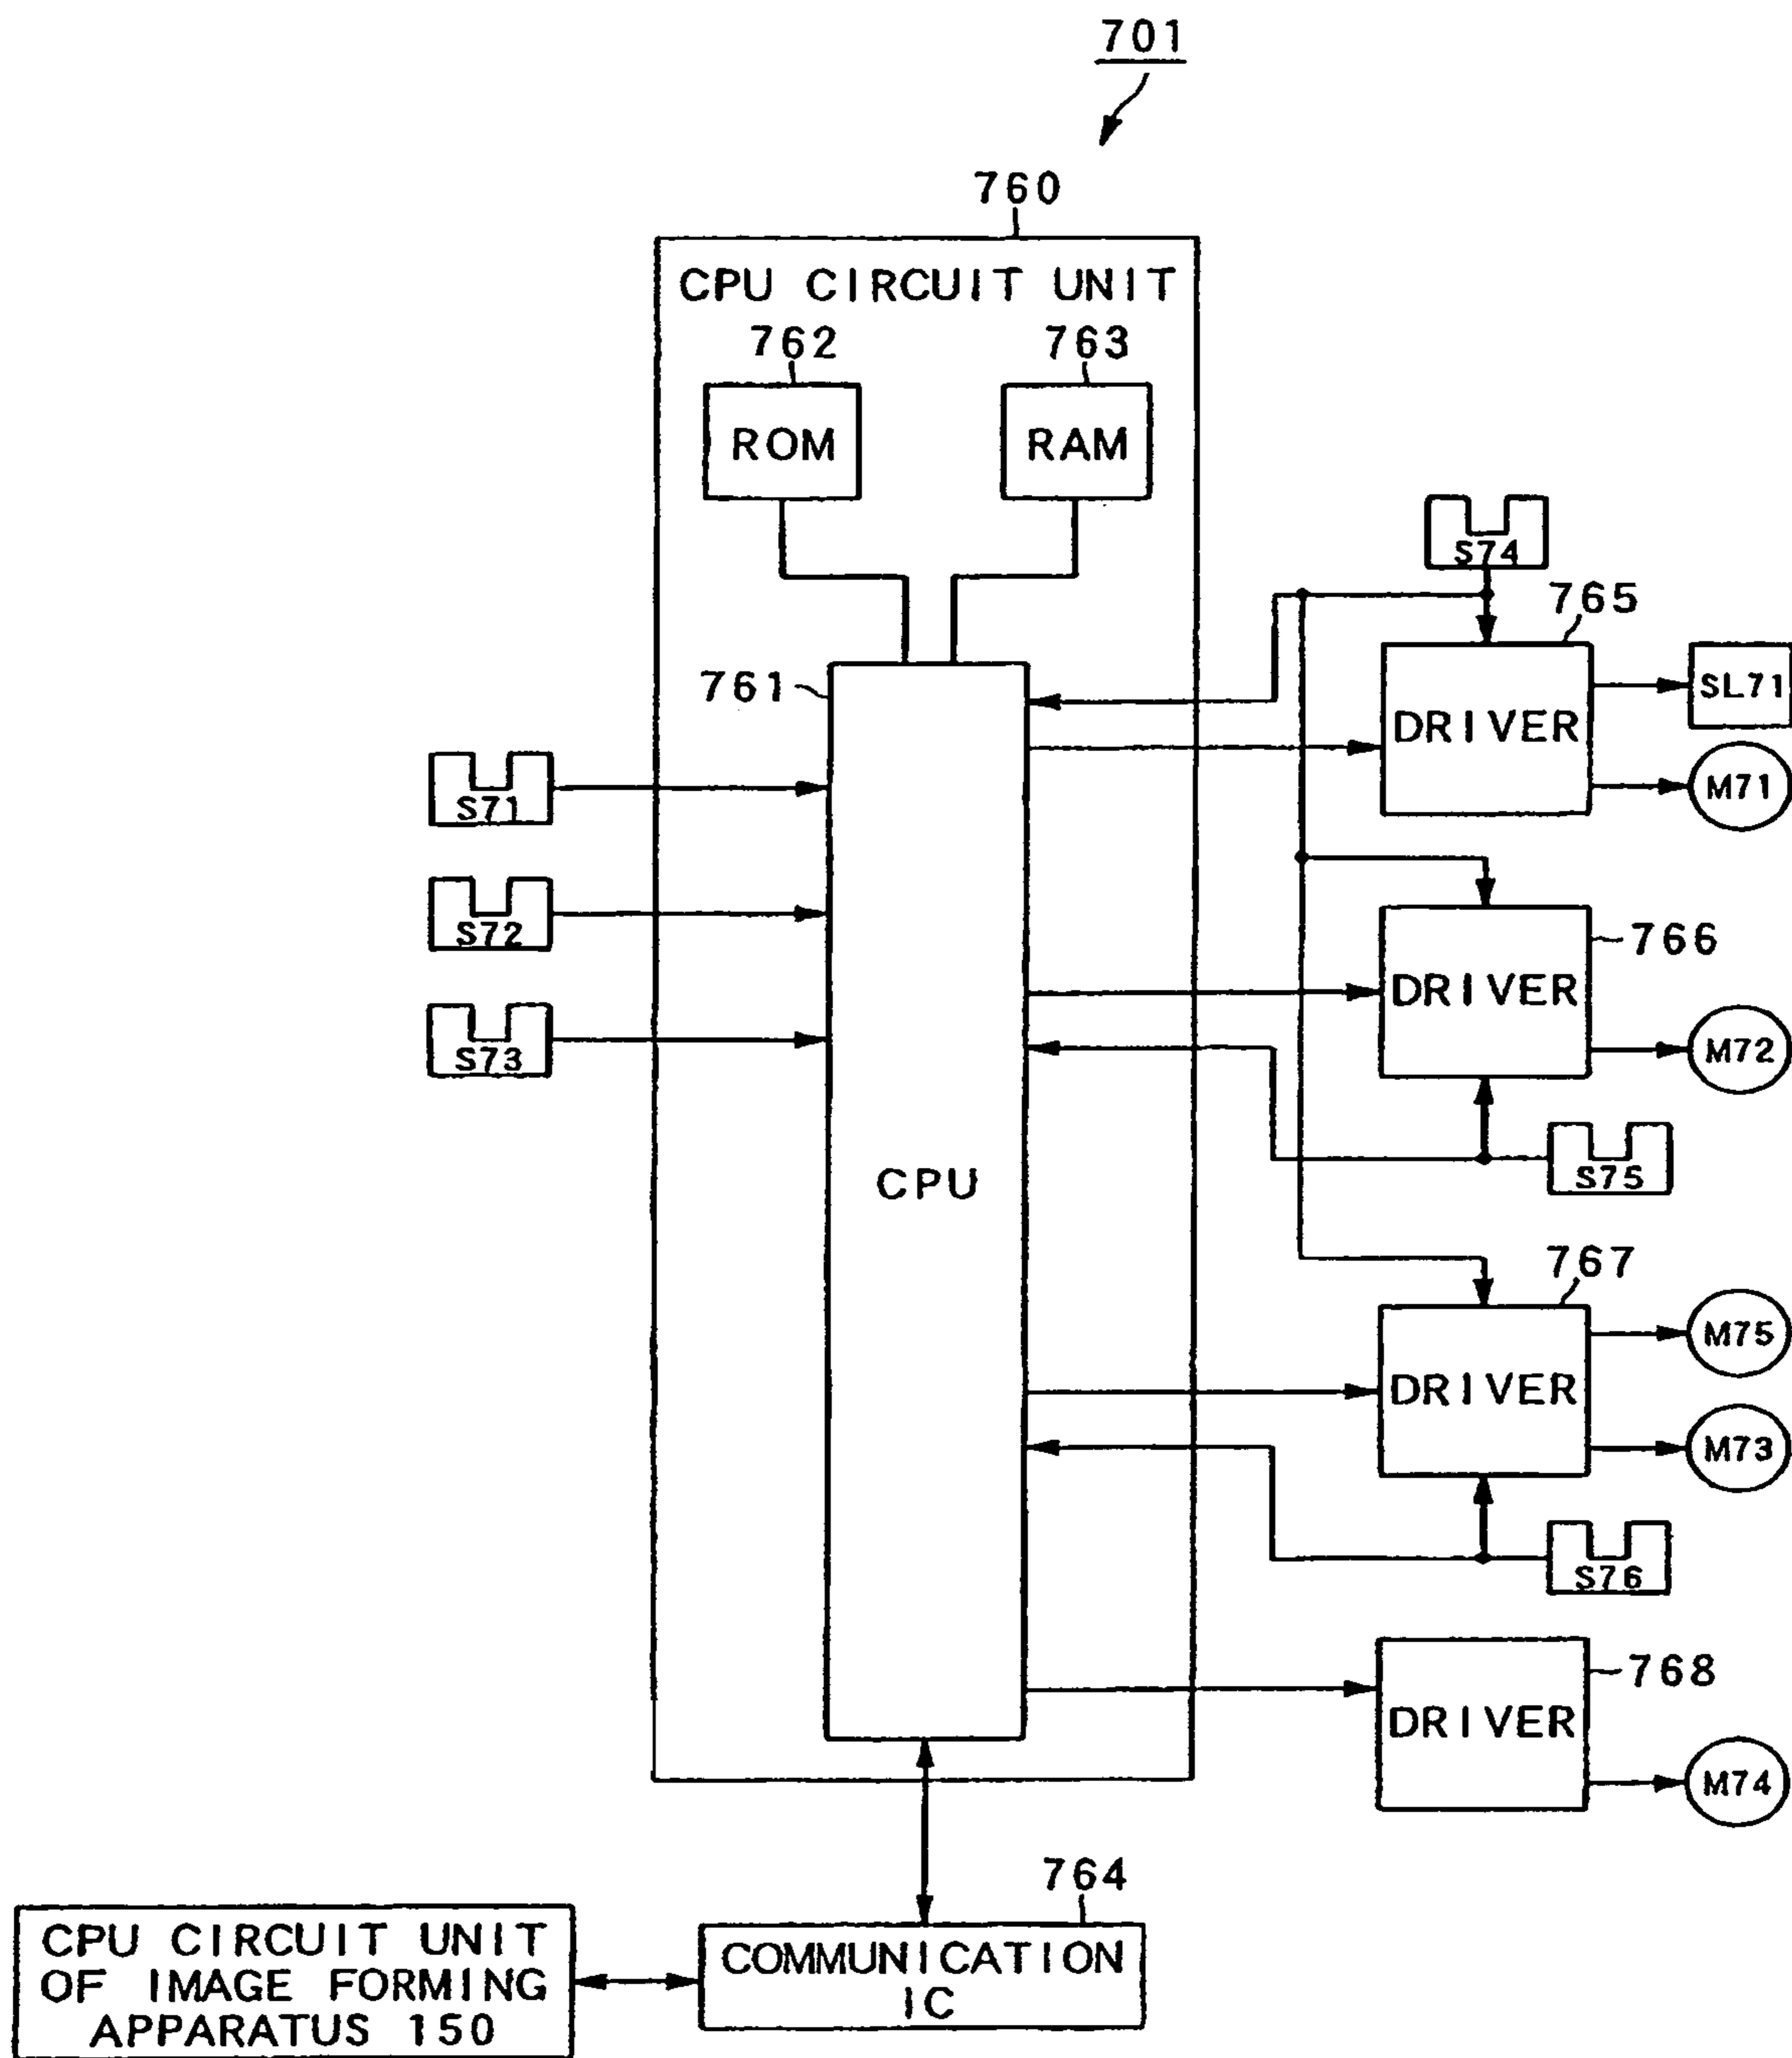 701
760
CPU CIRCUIT UNIT
762
763
ROM
RAM
S74
765
761
DRIVER
SL71
M71
S71
S72
766
DRIVER
S73
M72
CPU
S75
767
M75
DRIVER
M73
S76
768
DRIVER
M74
764
CPU CIRCUIT UNIT
OF IMAGE FORMING
APPARATUS 150
COMMUNICATION
IC